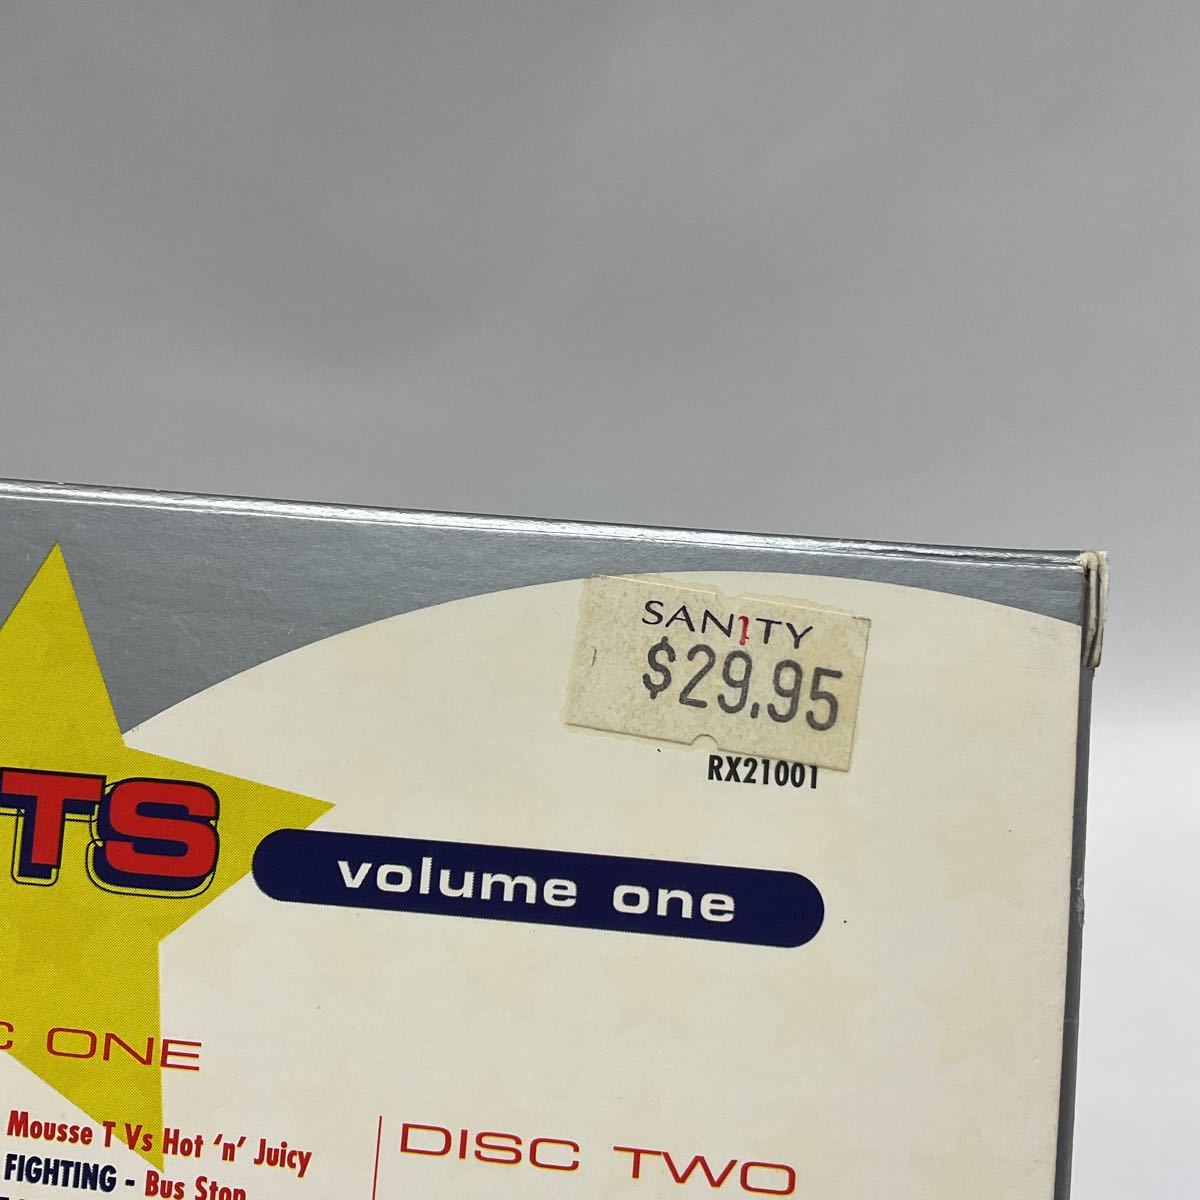 SANITY
$29.95
RX21001
TS
volume one
C ONE
Mousse T Vs Hot 'n' Juicy
FIGHTING - Bus Stop
DISC TWO